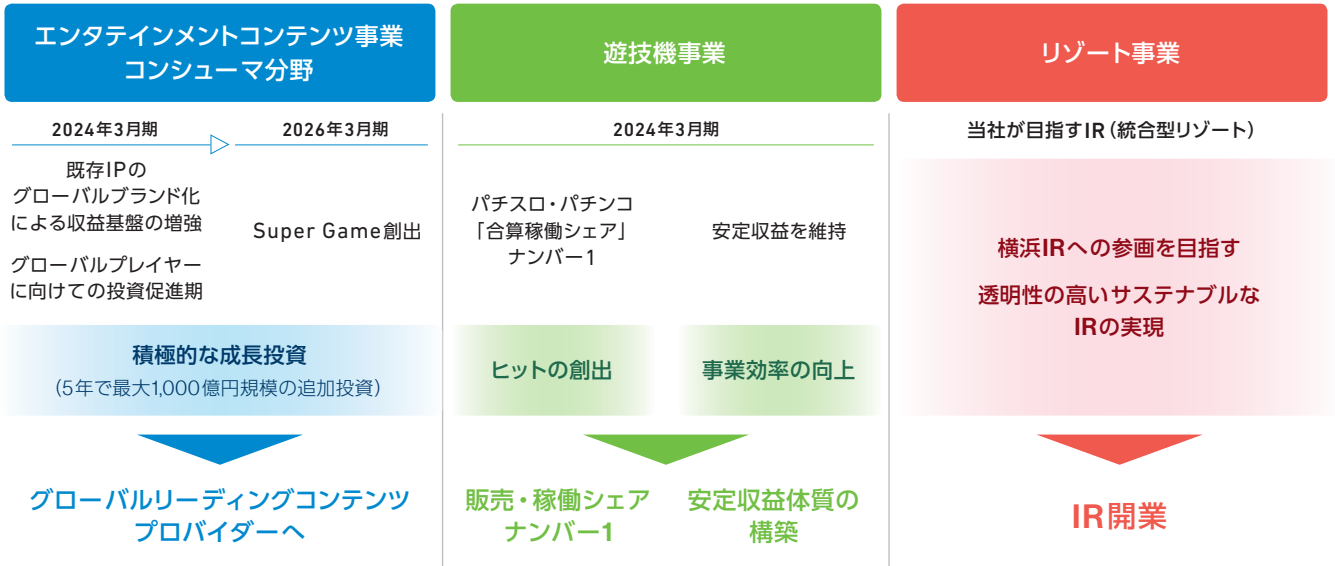 エンタテインメントコンテンツ事業
コンシューマ分野
2024年3月期
2026年3月期
既存IPの
グローバルブランド化
による収益基盤の増強
グローバルプレイヤー
に向けての投資促進期
Super Game創出
積極的な成長投資
(5年で最大1,000億円規模の追加投資)
グローバルリーディングコンテンツ
プロバイダーへ
遊技機事業
2024年3月期
パチスロ・パチンコ
「合算稼働シェア」
ナンバー1
安定収益を維持
ヒットの創出
事業効率の向上
販売・稼働シェア
ナンバー1
安定収益体質の
構築
リゾート事業
当社が目指すIR(統合型リゾート)
横浜IRへの参画を目指す
透明性の高いサステナブルな
IRの実現
IR開業